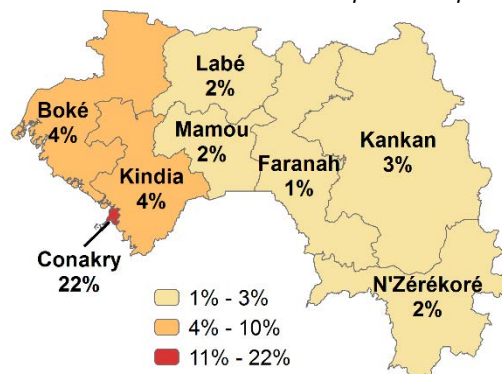 Labé
2%
Boké
4%
Mamou
2%
Kankan
3%
Faranah
1%
Kindia
4%
Conakry
22%
N'Zérékoré
2%
1% - 3%
4% - 10%
11% - 22%